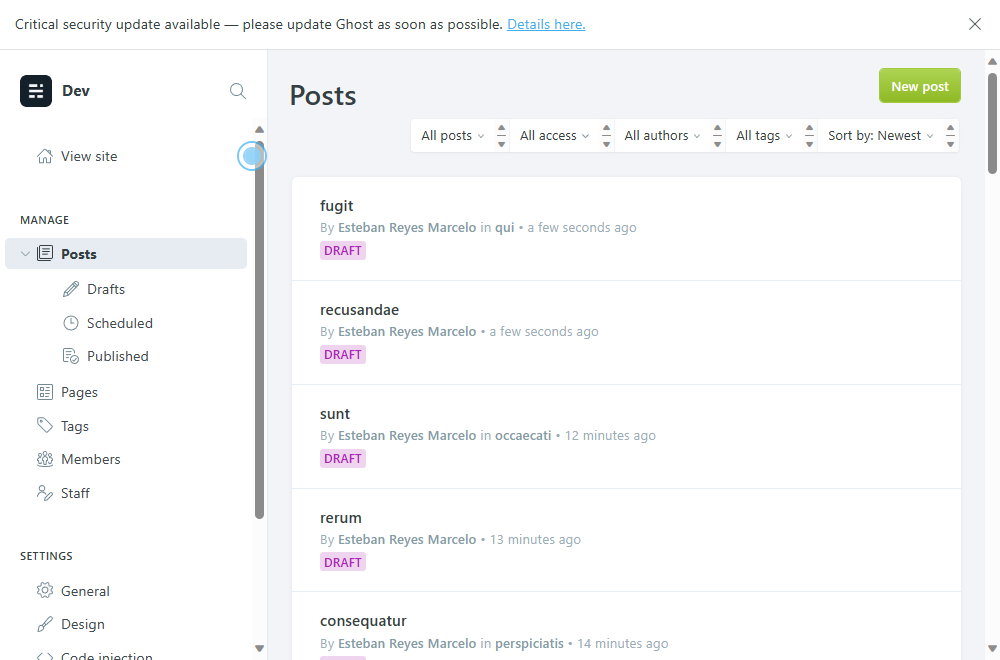 Critical security update available — please update Ghost as soon as possible. Details here.
Dev
View site
MANAGE
Posts
Drafts
Scheduled
Published
Pages
Tags
Members
Staff
SETTINGS
General
Design
Code injection
Posts
New post
All posts
All access
All authors
All tags
Sort by: Newest
fugit
By Esteban Reyes Marcelo in qui • a few seconds ago
DRAFT
recusandae
By Esteban Reyes Marcelo • a few seconds ago
DRAFT
sunt
By Esteban Reyes Marcelo in occaecati • 12 minutes ago
DRAFT
rerum
By Esteban Reyes Marcelo • 13 minutes ago
DRAFT
consequatur
By Esteban Reyes Marcelo in perspiciatis • 14 minutes ago